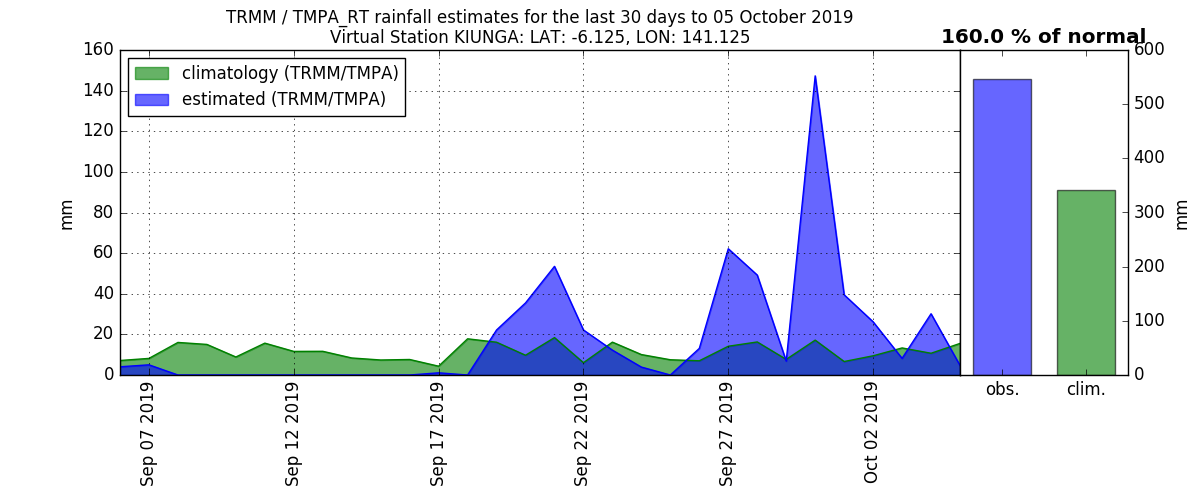 TRMM / TMPA_RT rainfall estimates for the last 30 days to 05 October 2019
Virtual Station KIUNGA: LAT: -6.125, LON: 141.125
160.0 % of normal
climatology (TRMM/TMPA)
estimated (TRMM/TMPA)
160
140
120
100
80
60
40
20
0
mm
Sep 07 2019
Sep 12 2019
Sep 17 2019
Sep 22 2019
Sep 27 2019
Oct 02 2019
600
500
400
300
200
100
0
mm
obs.
clim.